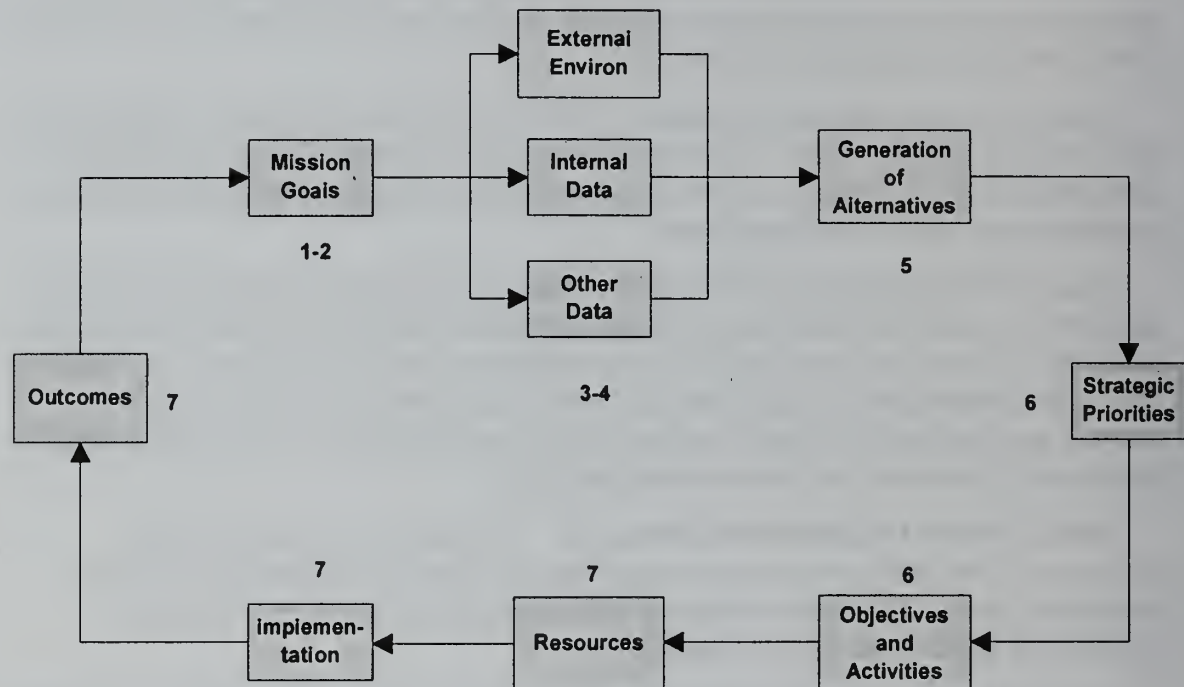 External
Environ
Mission
Goals
Internal
Data
Generation
of
Alternatives
1-2
5
Other
Data
3-4
Outcomes
7
6
Strategic
Priorities
7
7
6
implemen-
tation
Resources
Objectives
and
Activities